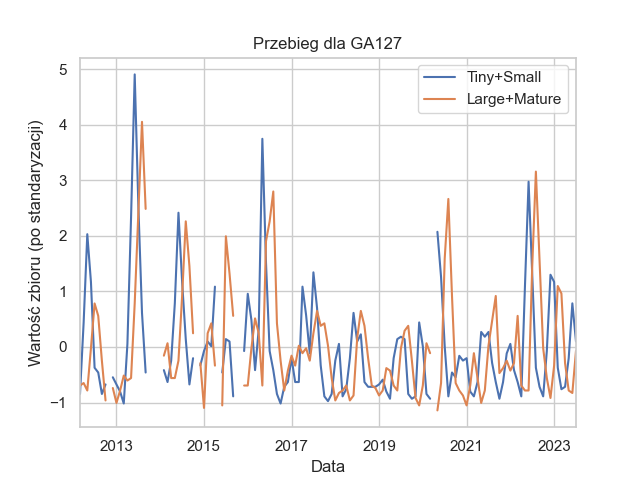 Przebieg dla GA127
Tiny+Small
Large+Mature
Wartość zbioru (po standaryzacji)
5
4
3
2
1
0
−1
2013
2015
2017
2019
2021
2023
Data